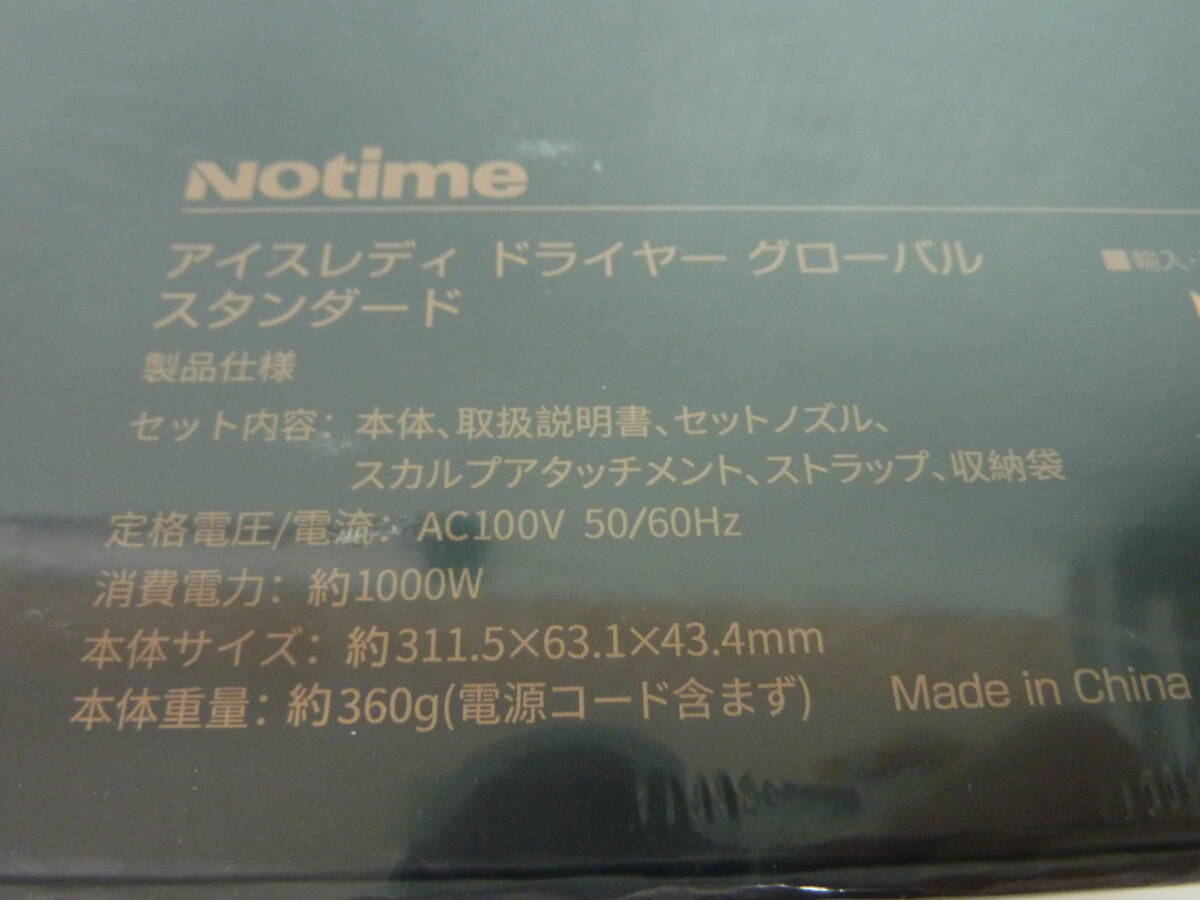 Notime
アイスレディ ドライヤー グローバル
スタンダード
■輸入・
製品仕様
セット内容: 本体、取扱説明書、セットノズル、
スカルプアタッチメント、ストラップ、収納袋
定格電圧/電流: AC100V 50/60Hz
消費電力: 約1000W
本体サイズ: 約311.5×63.1×43.4mm
本体重量: 約360g(電源コード含まず)
Made in China